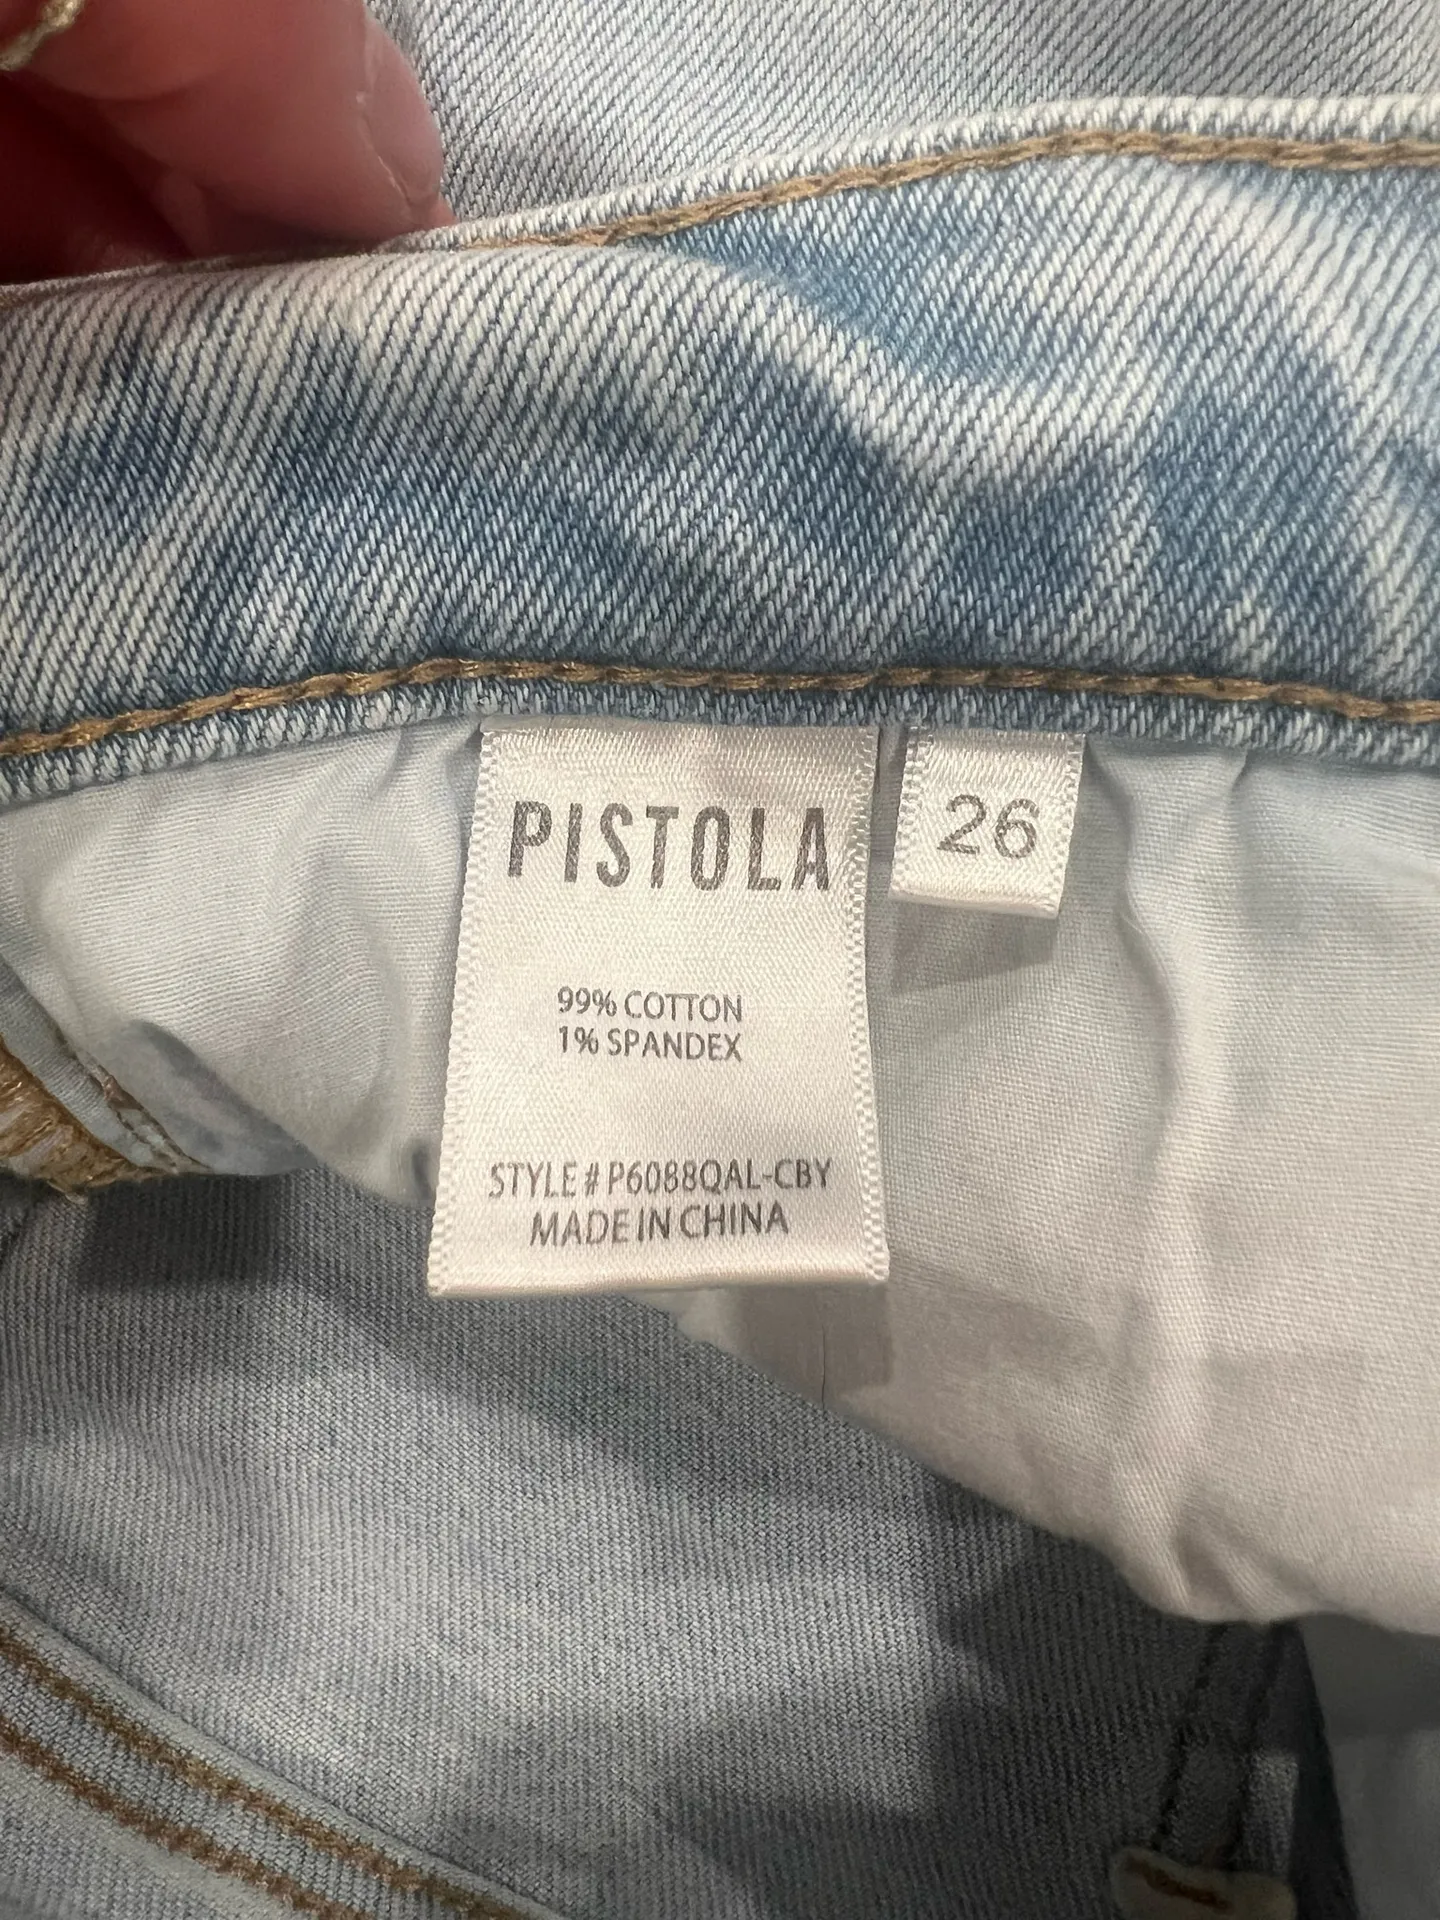 PISTOLA
26
99% COTTON
1% SPANDEX
STYLE # P6088QAL-CBY
MADE IN CHINA